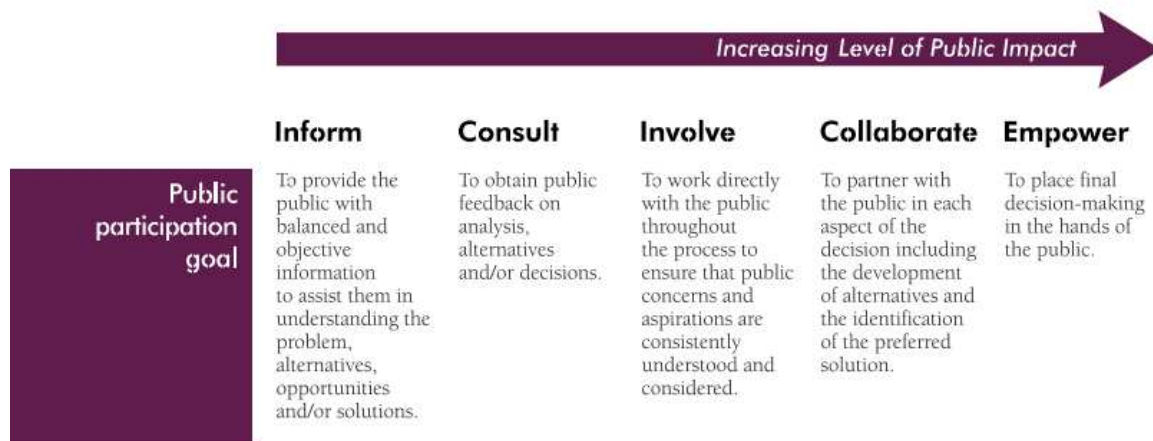 Increasing Level of Public Impact
Inform
Consult
Involve
Collaborate
Empower
Public
participation
goal
To provide the
public with
balanced and
objective
information
to assist them in
understanding the
problem,
alternatives,
opportunities
and/or solutions.
To obtain public
feedback on
analysis,
alternatives
and/or decisions.
To work directly
with the public
throughout
the process to
ensure that public
concerns and
aspirations are
consistently
understood and
considered.
To partner with
the public in each
aspect of the
decision including
the development
of alternatives and
the identification
of the preferred
solution.
To place final
decision-making
in the hands of
the public.